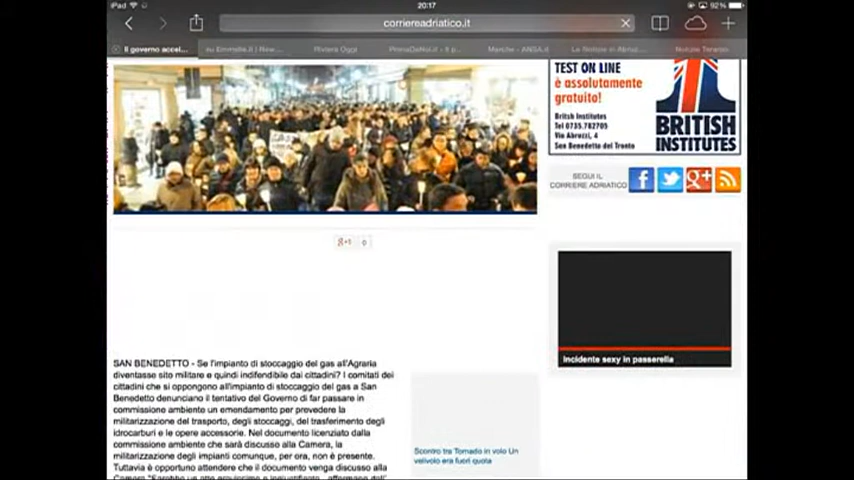 iPad
20:17
92%
corriereadriatico.it
Il governo accel...
Riviera Oggi
Marche - ANSA.it
Notizie Teramo
TEST ON LINE
è assolutamente
gratuito!
British Institutes
Tel 0735.782705
Via Abruzzi, 4
San Benedetto del Tronto
BRITISH
INSTITUTES
SEGUI IL
CORRIERE ADRIATICO
g+1 0
Incidente sexy in passerella
SAN BENEDETTO - Se l'impianto di stoccaggio del gas all'Agraria
diventasse sito militare e quindi indifendibile dai cittadini? I comitati dei
cittadini che si oppongono all'impianto di stoccaggio del gas a San
Benedetto denunciano il tentativo del Governo di far passare in
commissione ambiente un emendamento per prevedere la
militarizzazione del trasporto, degli stoccaggi, del trasferimento degli
idrocarburi e le opere accessorie. Nel documento licenziato dalla
commissione ambiente che sarà discusso alla Camera, la
militarizzazione degli impianti comunque, per ora, non è presente.
Tuttavia è opportuno attendere che il documento venga discusso alla
Scontro tra Tornado in volo Un
velivolo era fuori quota